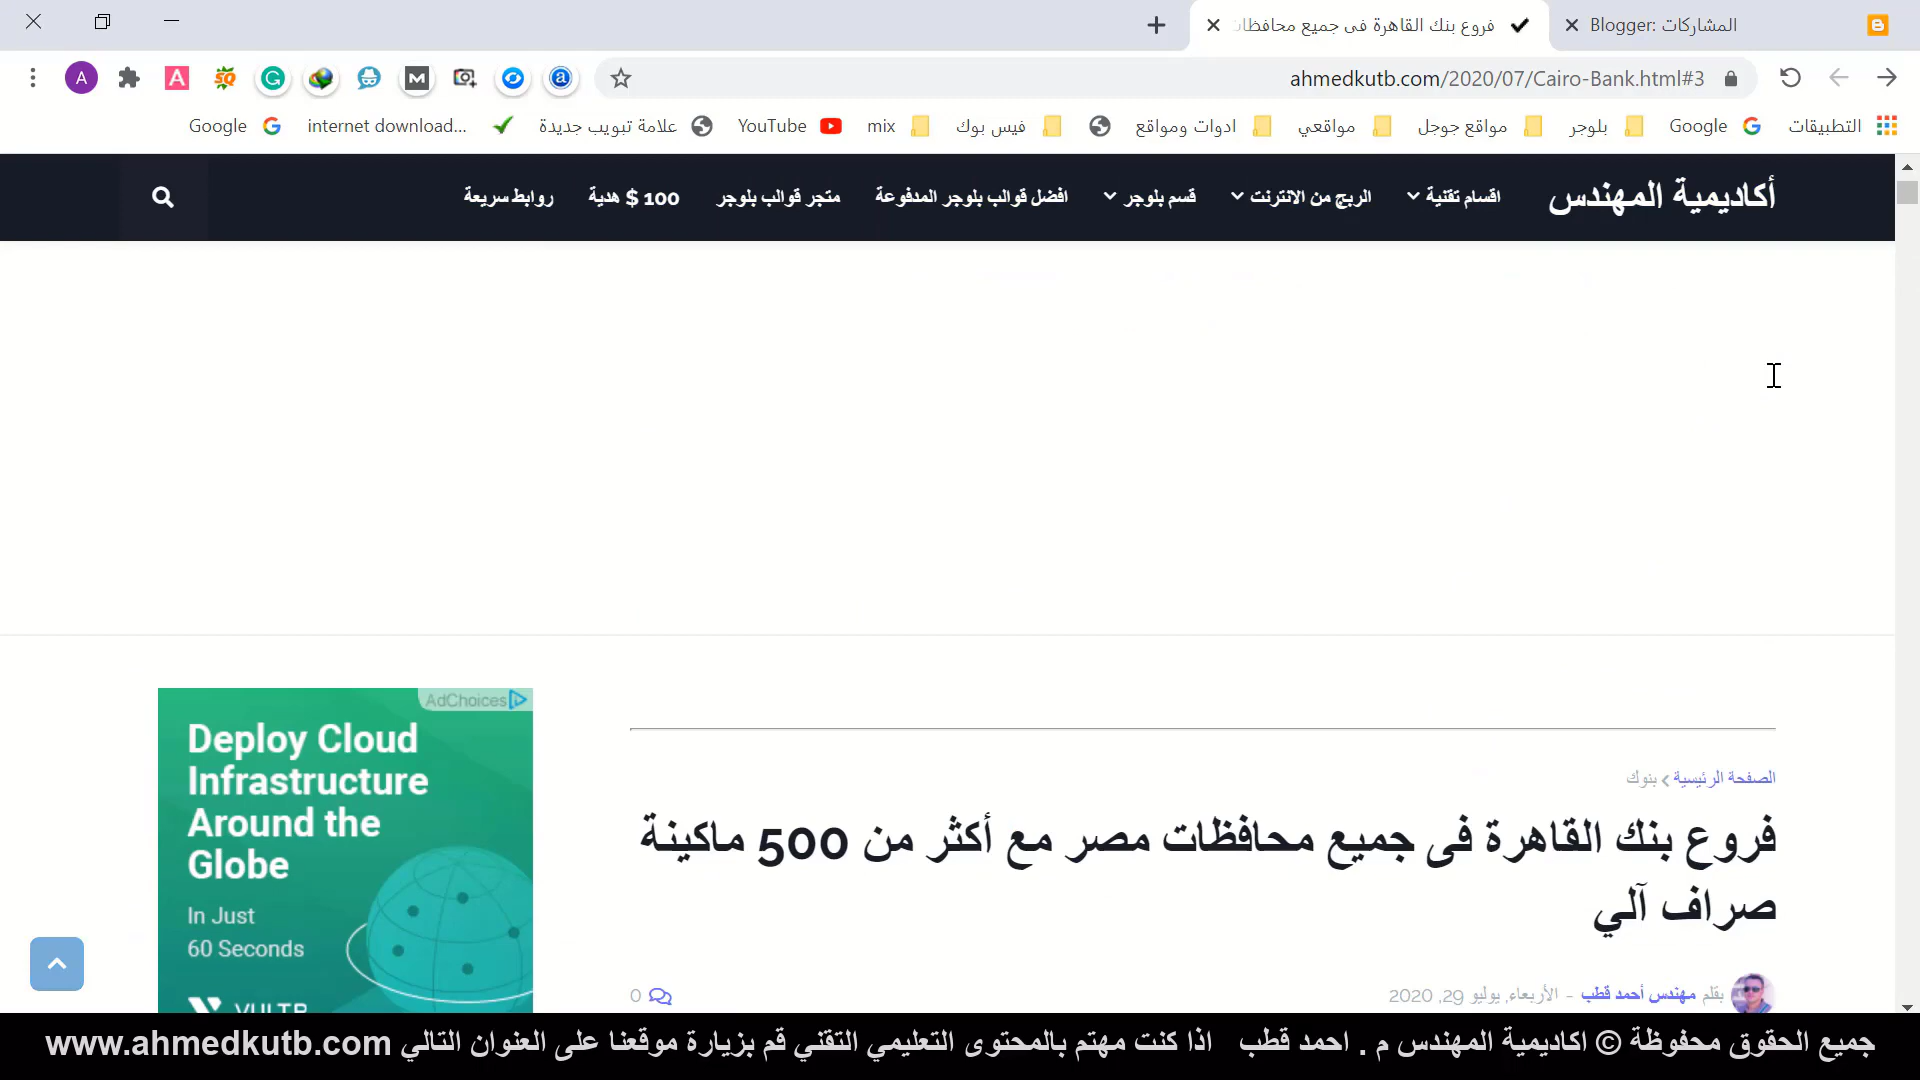 Blogger: المشاركات
فروع بنك القاهرة فى جميع محافظات
ahmedkutb.com/2020/07/Cairo-Bank.html#3
A
التطبيقات
Google
بلوجر
مواقع جوجل
مواقعي
ادوات ومواقع
فيس بوك
mix
YouTube
علامة تبويب جديدة
internet download...
Google
أكاديمية المهندس
اقسام تقنية
الربح من الانترنت
قسم بلوجر
افضل قوالب بلوجر المدفوعة
متجر قوالب بلوجر
100 $ هدية
روابط سريعة
AdChoices
Deploy Cloud
Infrastructure
Around the
Globe
In Just
60 Seconds
VULTR
الصفحة الرئيسية
بنوك
فروع بنك القاهرة فى جميع محافظات مصر مع أكثر من 500 ماكينة
صراف آلي
بقلم مهندس أحمد قطب - الأربعاء, يوليو 29, 2020
0
جميع الحقوق محفوظة © اكاديمية المهندس م . احمد قطب اذا كنت مهتم بالمحتوى التعليمي التقني قم بزيارة موقعنا على العنوان التالي www.ahmedkutb.com